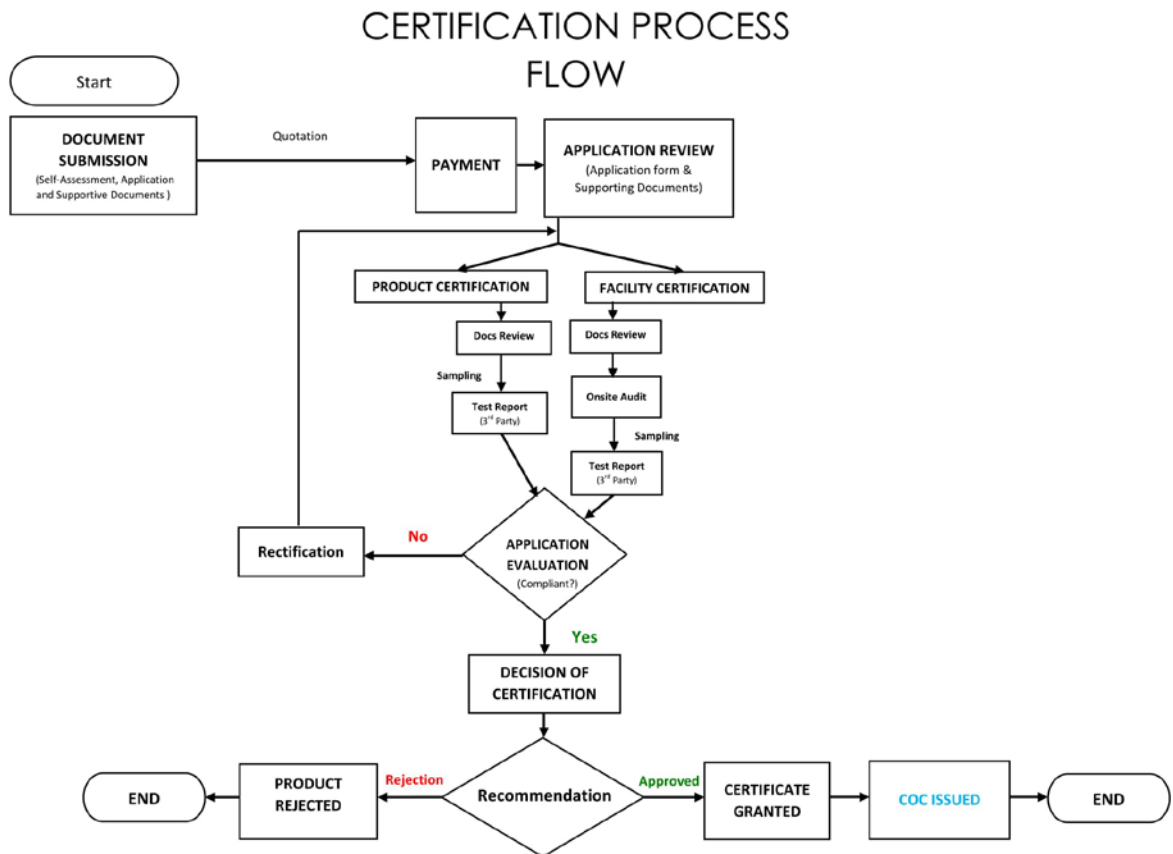 CERTIFICATION PROCESS
FLOW
Start
DOCUMENT
SUBMISSION
(Self-Assessment, Application
and Supportive Documents )
Quotation
PAYMENT
APPLICATION REVIEW
(Application form &
Supporting Documents)
PRODUCT CERTIFICATION
FACILITY CERTIFICATION
Docs Review
Docs Review
Sampling
Onsite Audit
Test Report
(3rd Party)
Sampling
Test Report
(3rd Party)
Rectification
No
APPLICATION
EVALUATION
(Compliant?)
Yes
DECISION OF
CERTIFICATION
END
PRODUCT
REJECTED
Rejection
Recommendation
Approved
CERTIFICATE
GRANTED
COC ISSUED
END